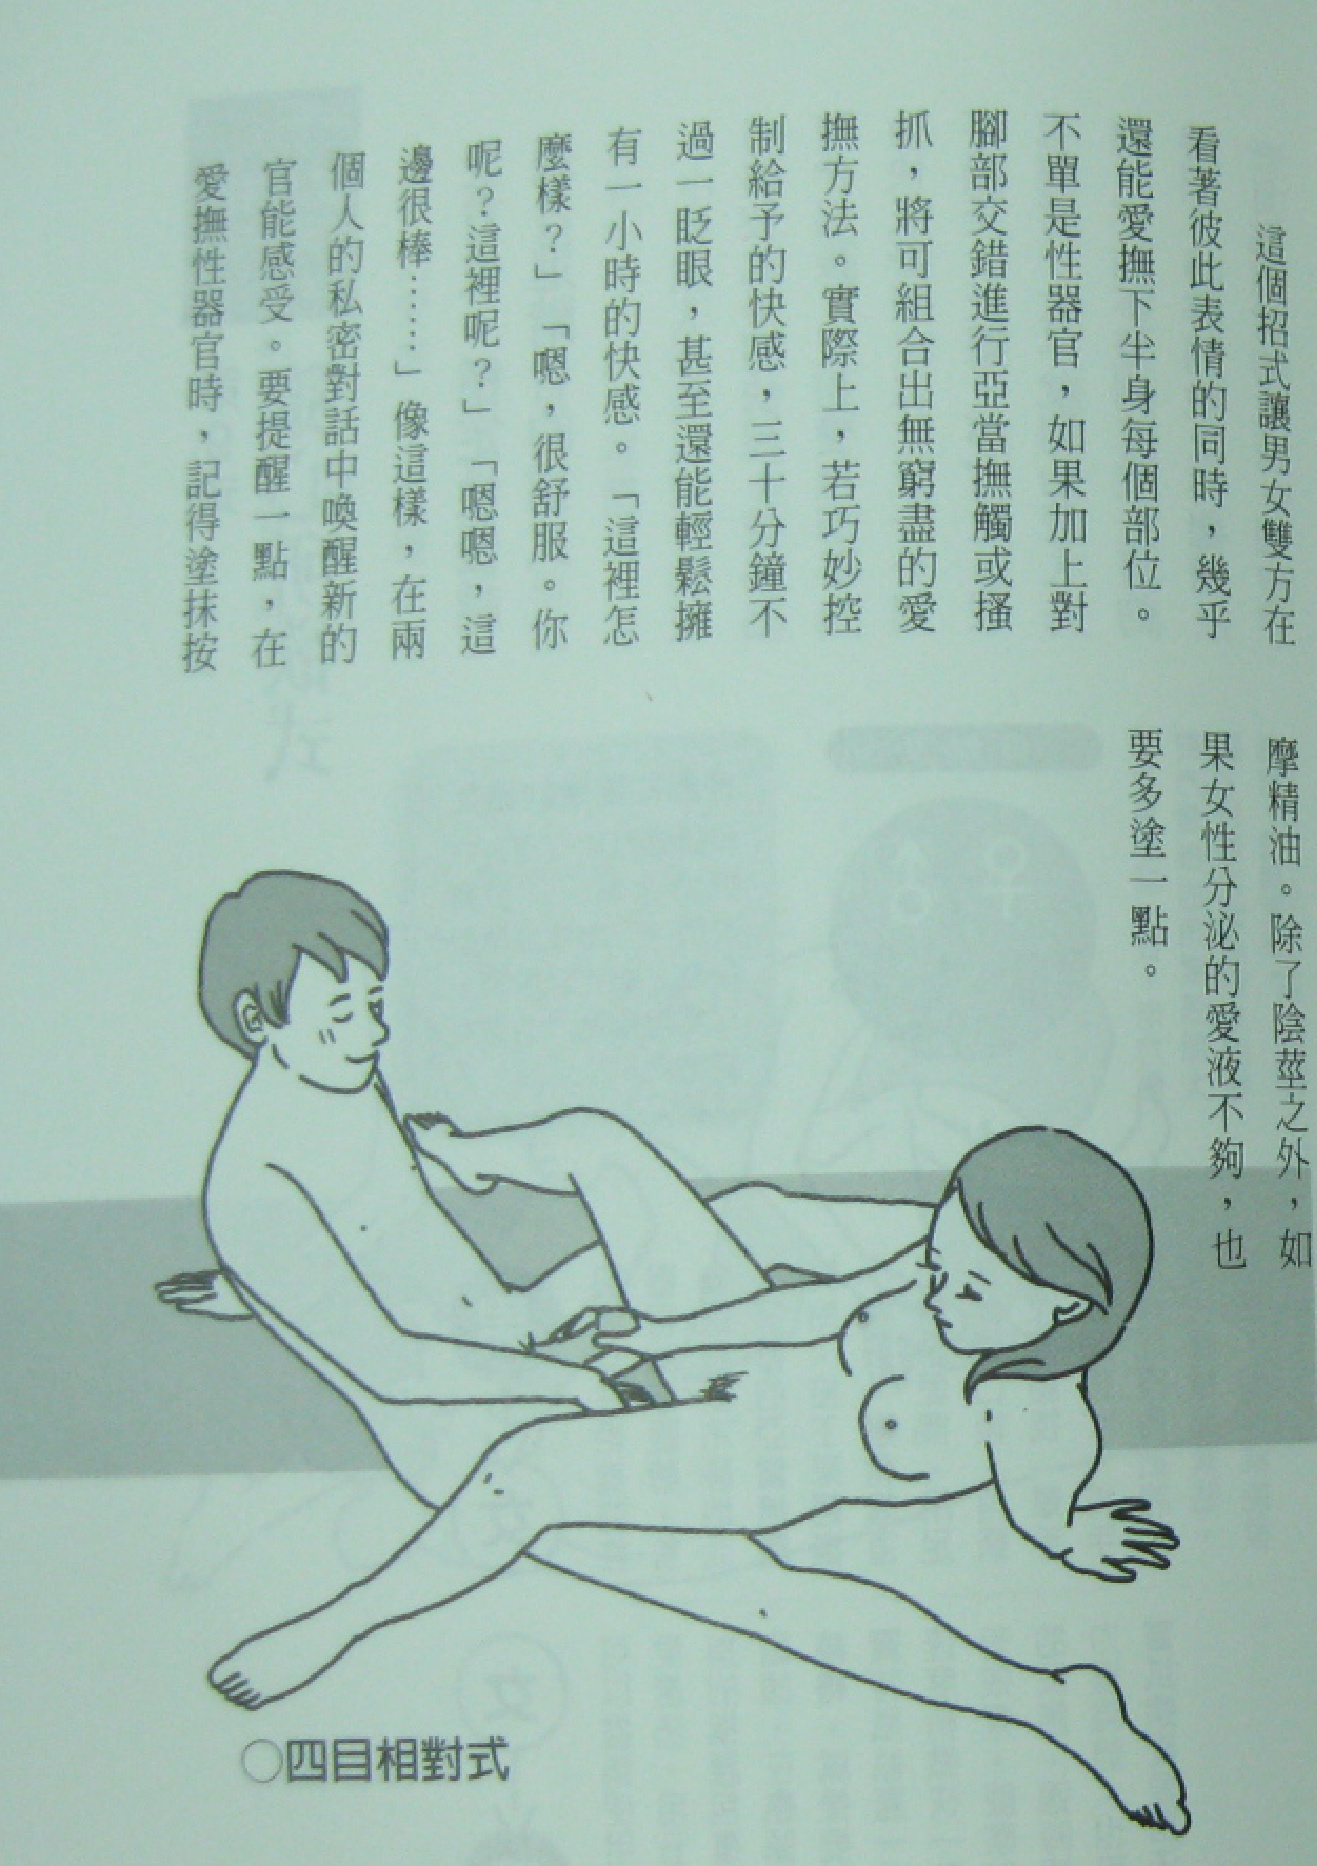 這個招式讓男女雙方在
看著彼此表情的同時，幾乎
還能愛撫下半身每個部位。
不單是性器官，如果加上對
腳部交錯進行亞當撫觸或搔
抓，將可組合出無窮盡的愛
撫方法。實際上，若巧妙控
制給予的快感，三十分鐘不
過一眨眼，甚至還能輕鬆擁
有一小時的快感。「這裡怎
麼樣？」「嗯，很舒服。你
呢？這裡呢？」「嗯嗯，這
邊很棒……」像這樣，在兩
個人的私密對話中喚醒新的
官能感受。要提醒一點，在
愛撫性器官時，記得塗抹按
摩精油。除了陰莖之外，如
果女性分泌的愛液不夠，也
要多塗一點。
○四目相對式